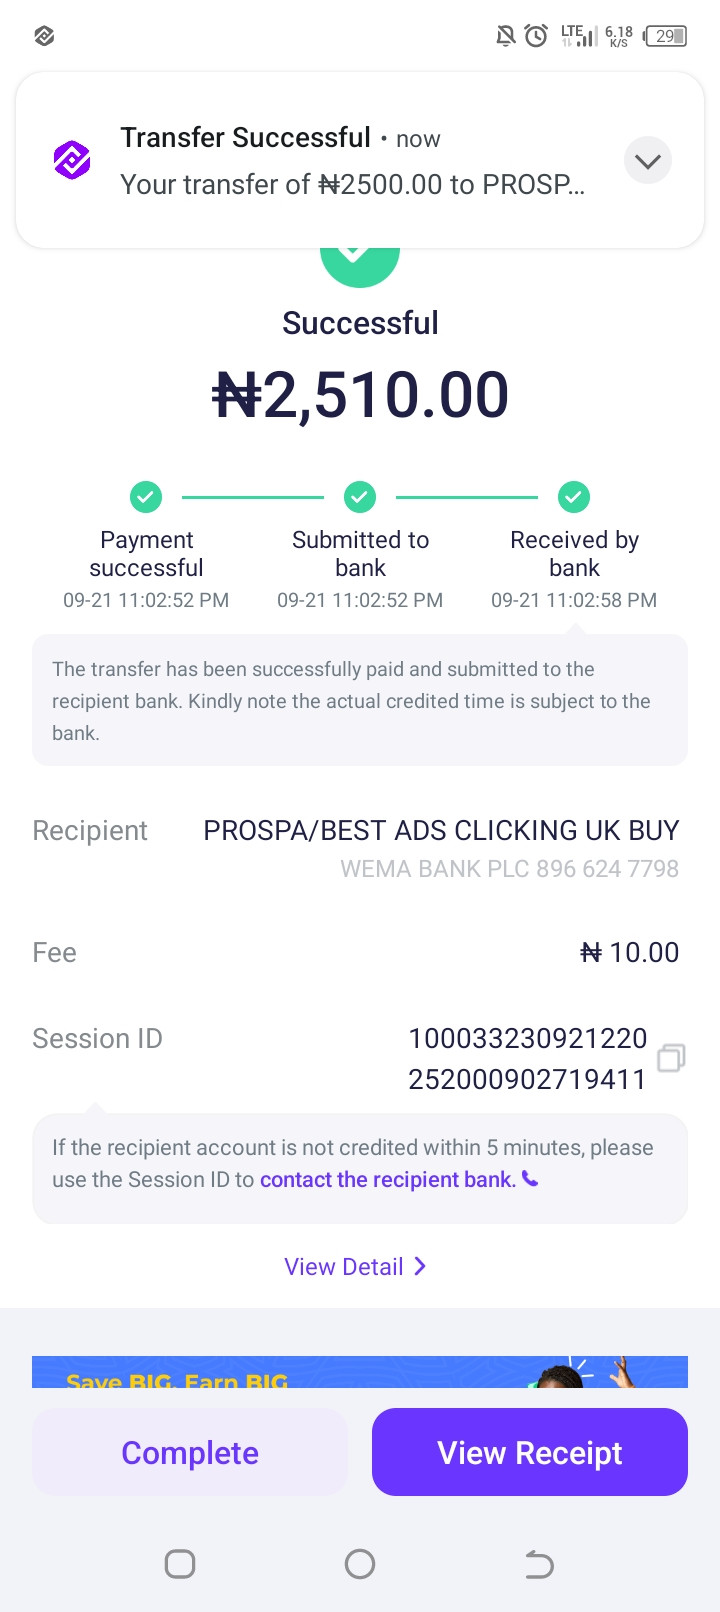 LTE 6.18 K/S 29
Transfer Successful • now
Your transfer of ₦2500.00 to PROSP...
Successful
₦2,510.00
Payment successful
09-21 11:02:52 PM
Submitted to bank
09-21 11:02:52 PM
Received by bank
09-21 11:02:58 PM
The transfer has been successfully paid and submitted to the
recipient bank. Kindly note the actual credited time is subject to the
bank.
Recipient PROSPA/BEST ADS CLICKING UK BUY
WEMA BANK PLC 896 624 7798
Fee ₦ 10.00
Session ID 100033230921220
252000902719411
If the recipient account is not credited within 5 minutes, please
use the Session ID to contact the recipient bank.
View Detail >
Save BIG. Earn BIG
Complete
View Receipt